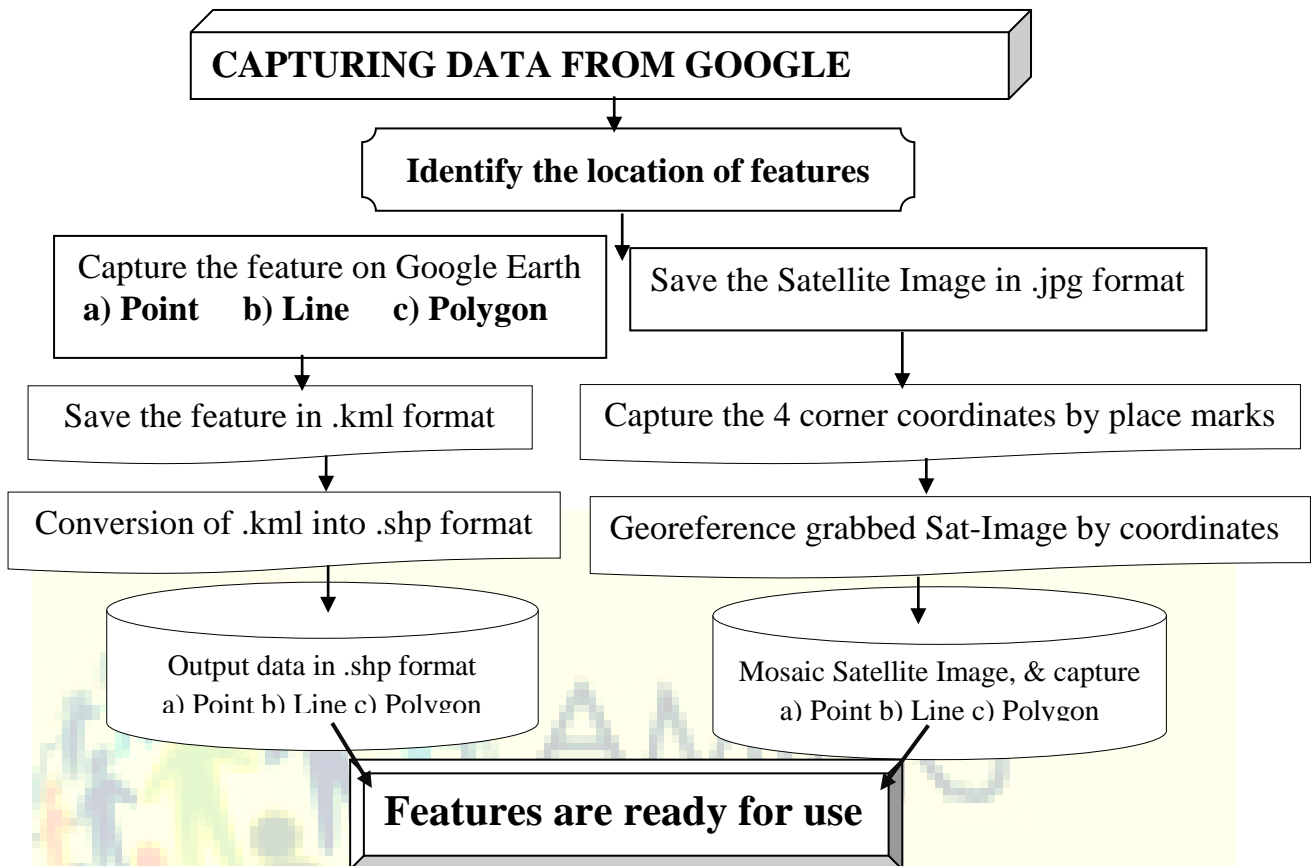 CAPTURING DATA FROM GOOGLE
Identify the location of features
Capture the feature on Google Earth
a) Point b) Line c) Polygon
Save the Satellite Image in .jpg format
Save the feature in .kml format
Capture the 4 corner coordinates by place marks
Conversion of .kml into .shp format
Georeference grabbed Sat-Image by coordinates
Output data in .shp format
a) Point b) Line c) Polygon
Mosaic Satellite Image, & capture
a) Point b) Line c) Polygon
Features are ready for use